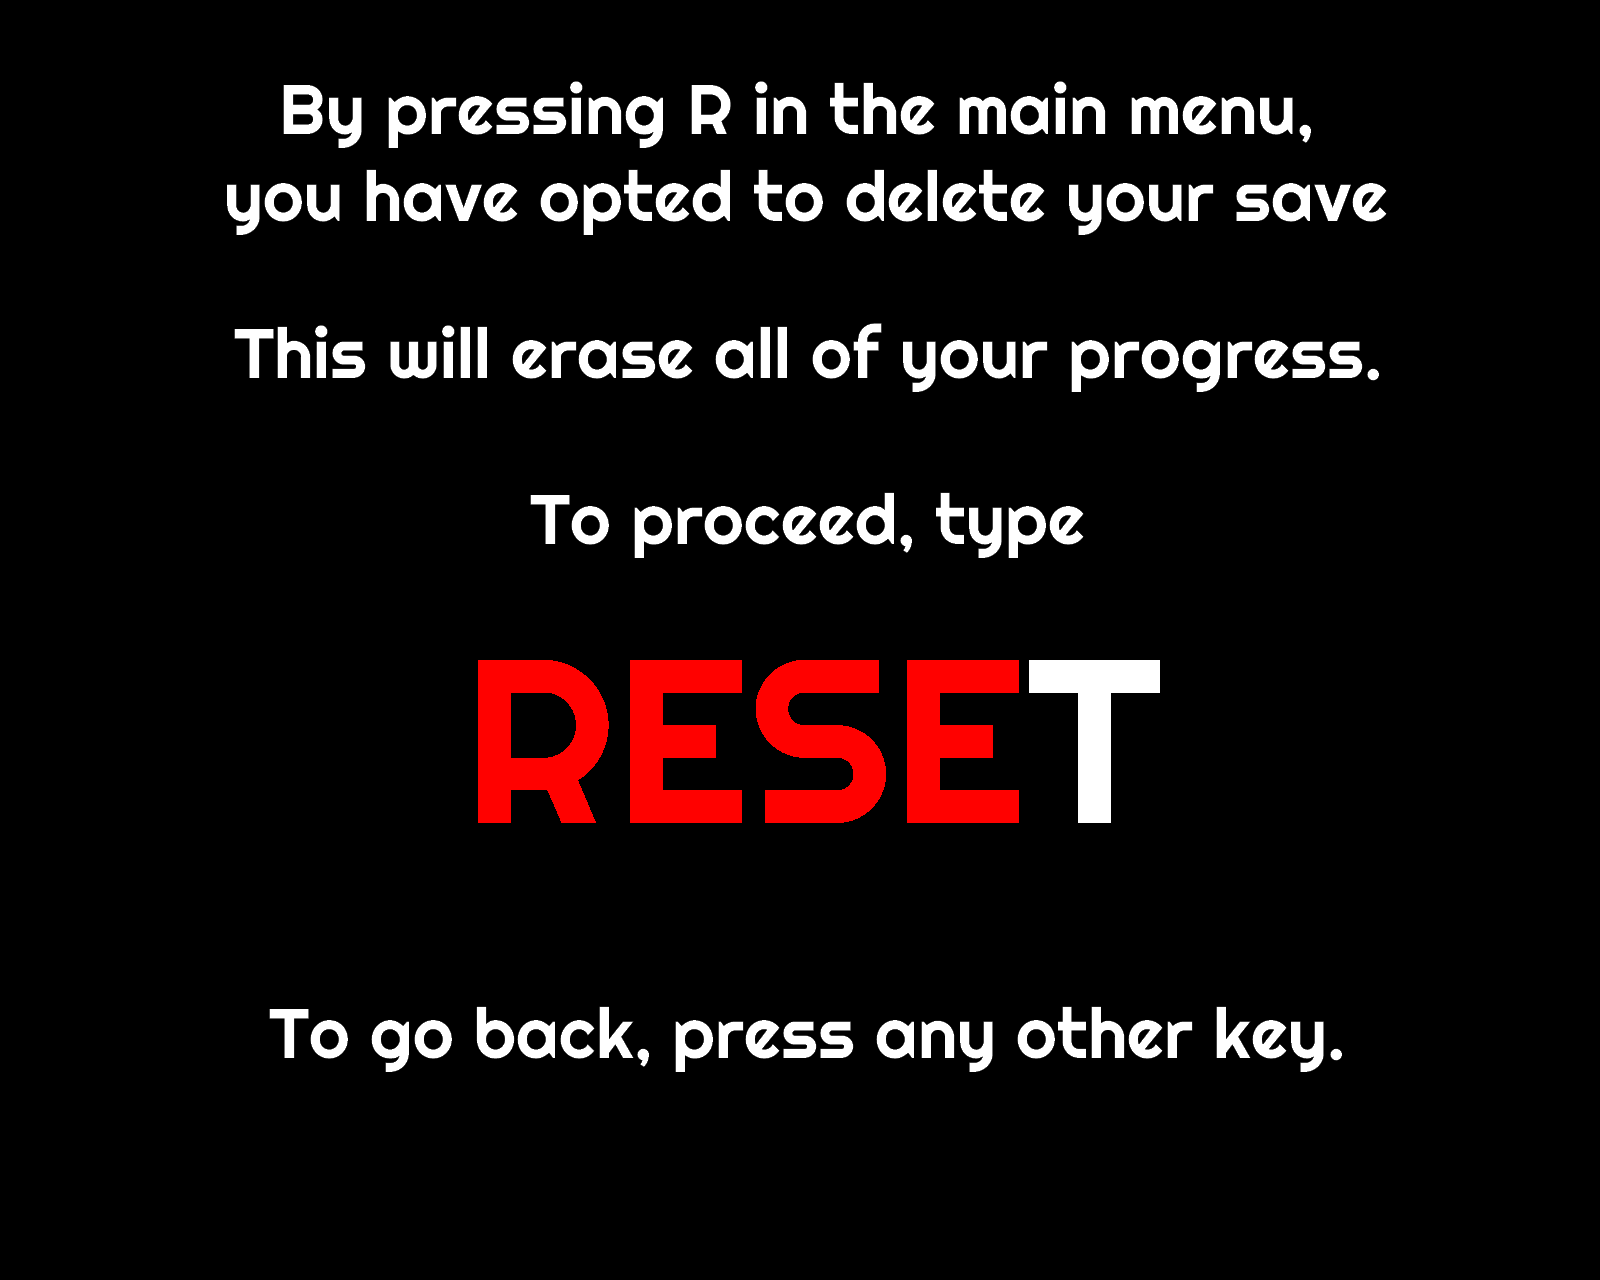 By pressing R in the main menu,
you have opted to delete your save
This will erase all of your progress.
To proceed, type
RESET
To go back, press any other key.